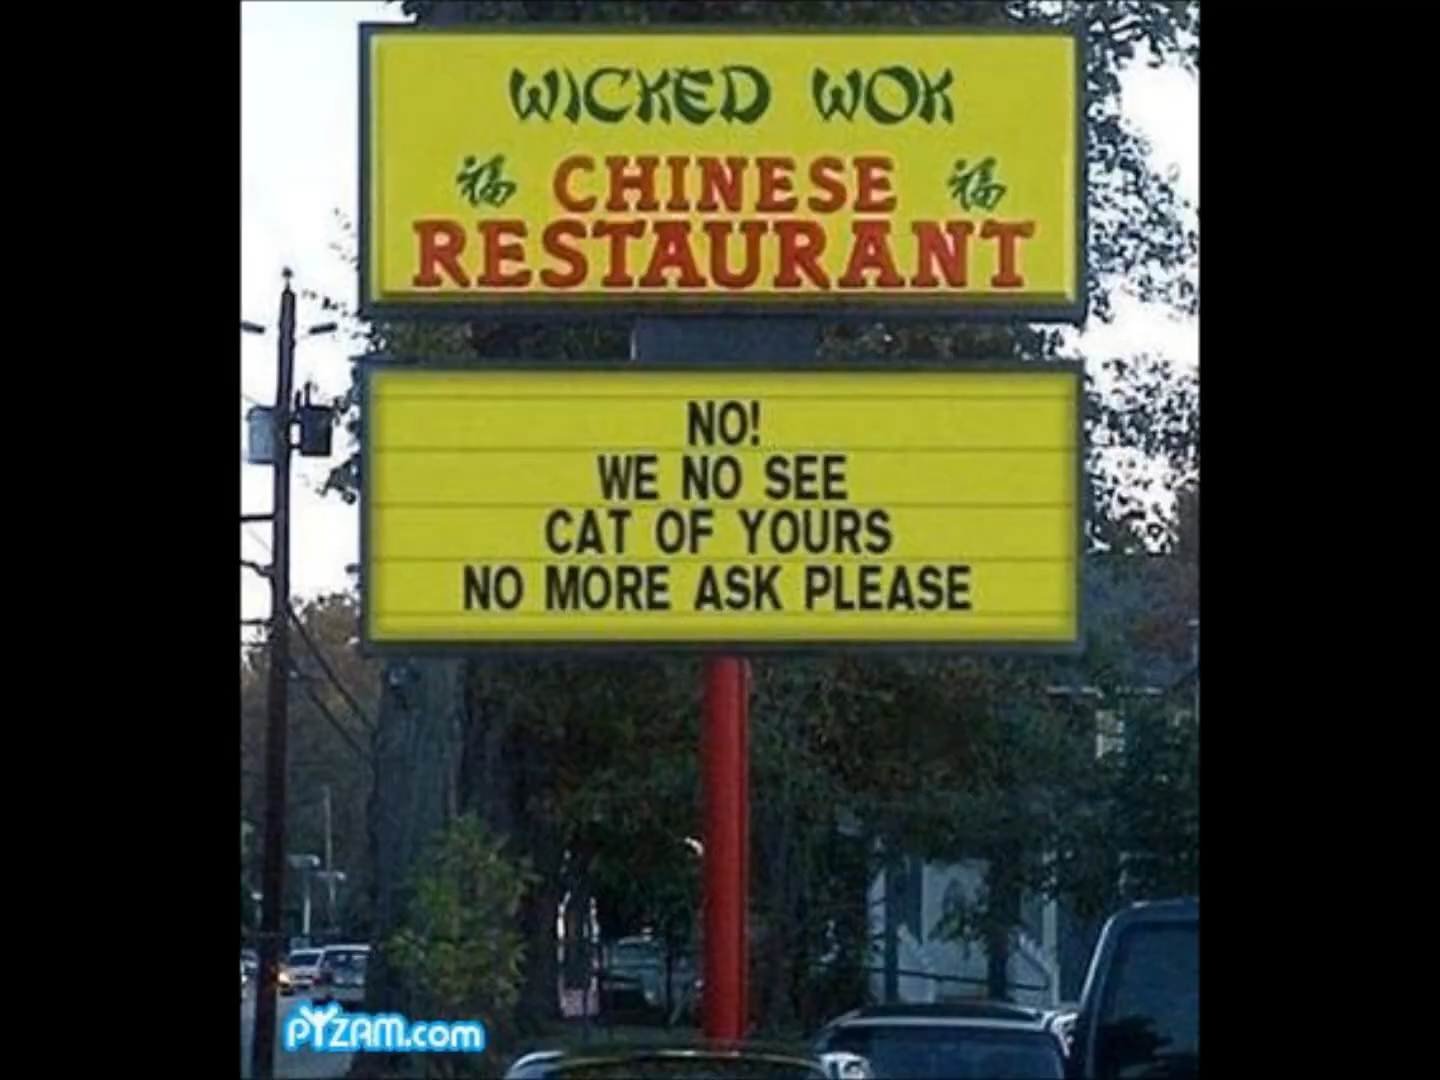 WICKED WOK
福 CHINESE 福
RESTAURANT
NO!
WE NO SEE
CAT OF YOURS
NO MORE ASK PLEASE
pYZAM.com